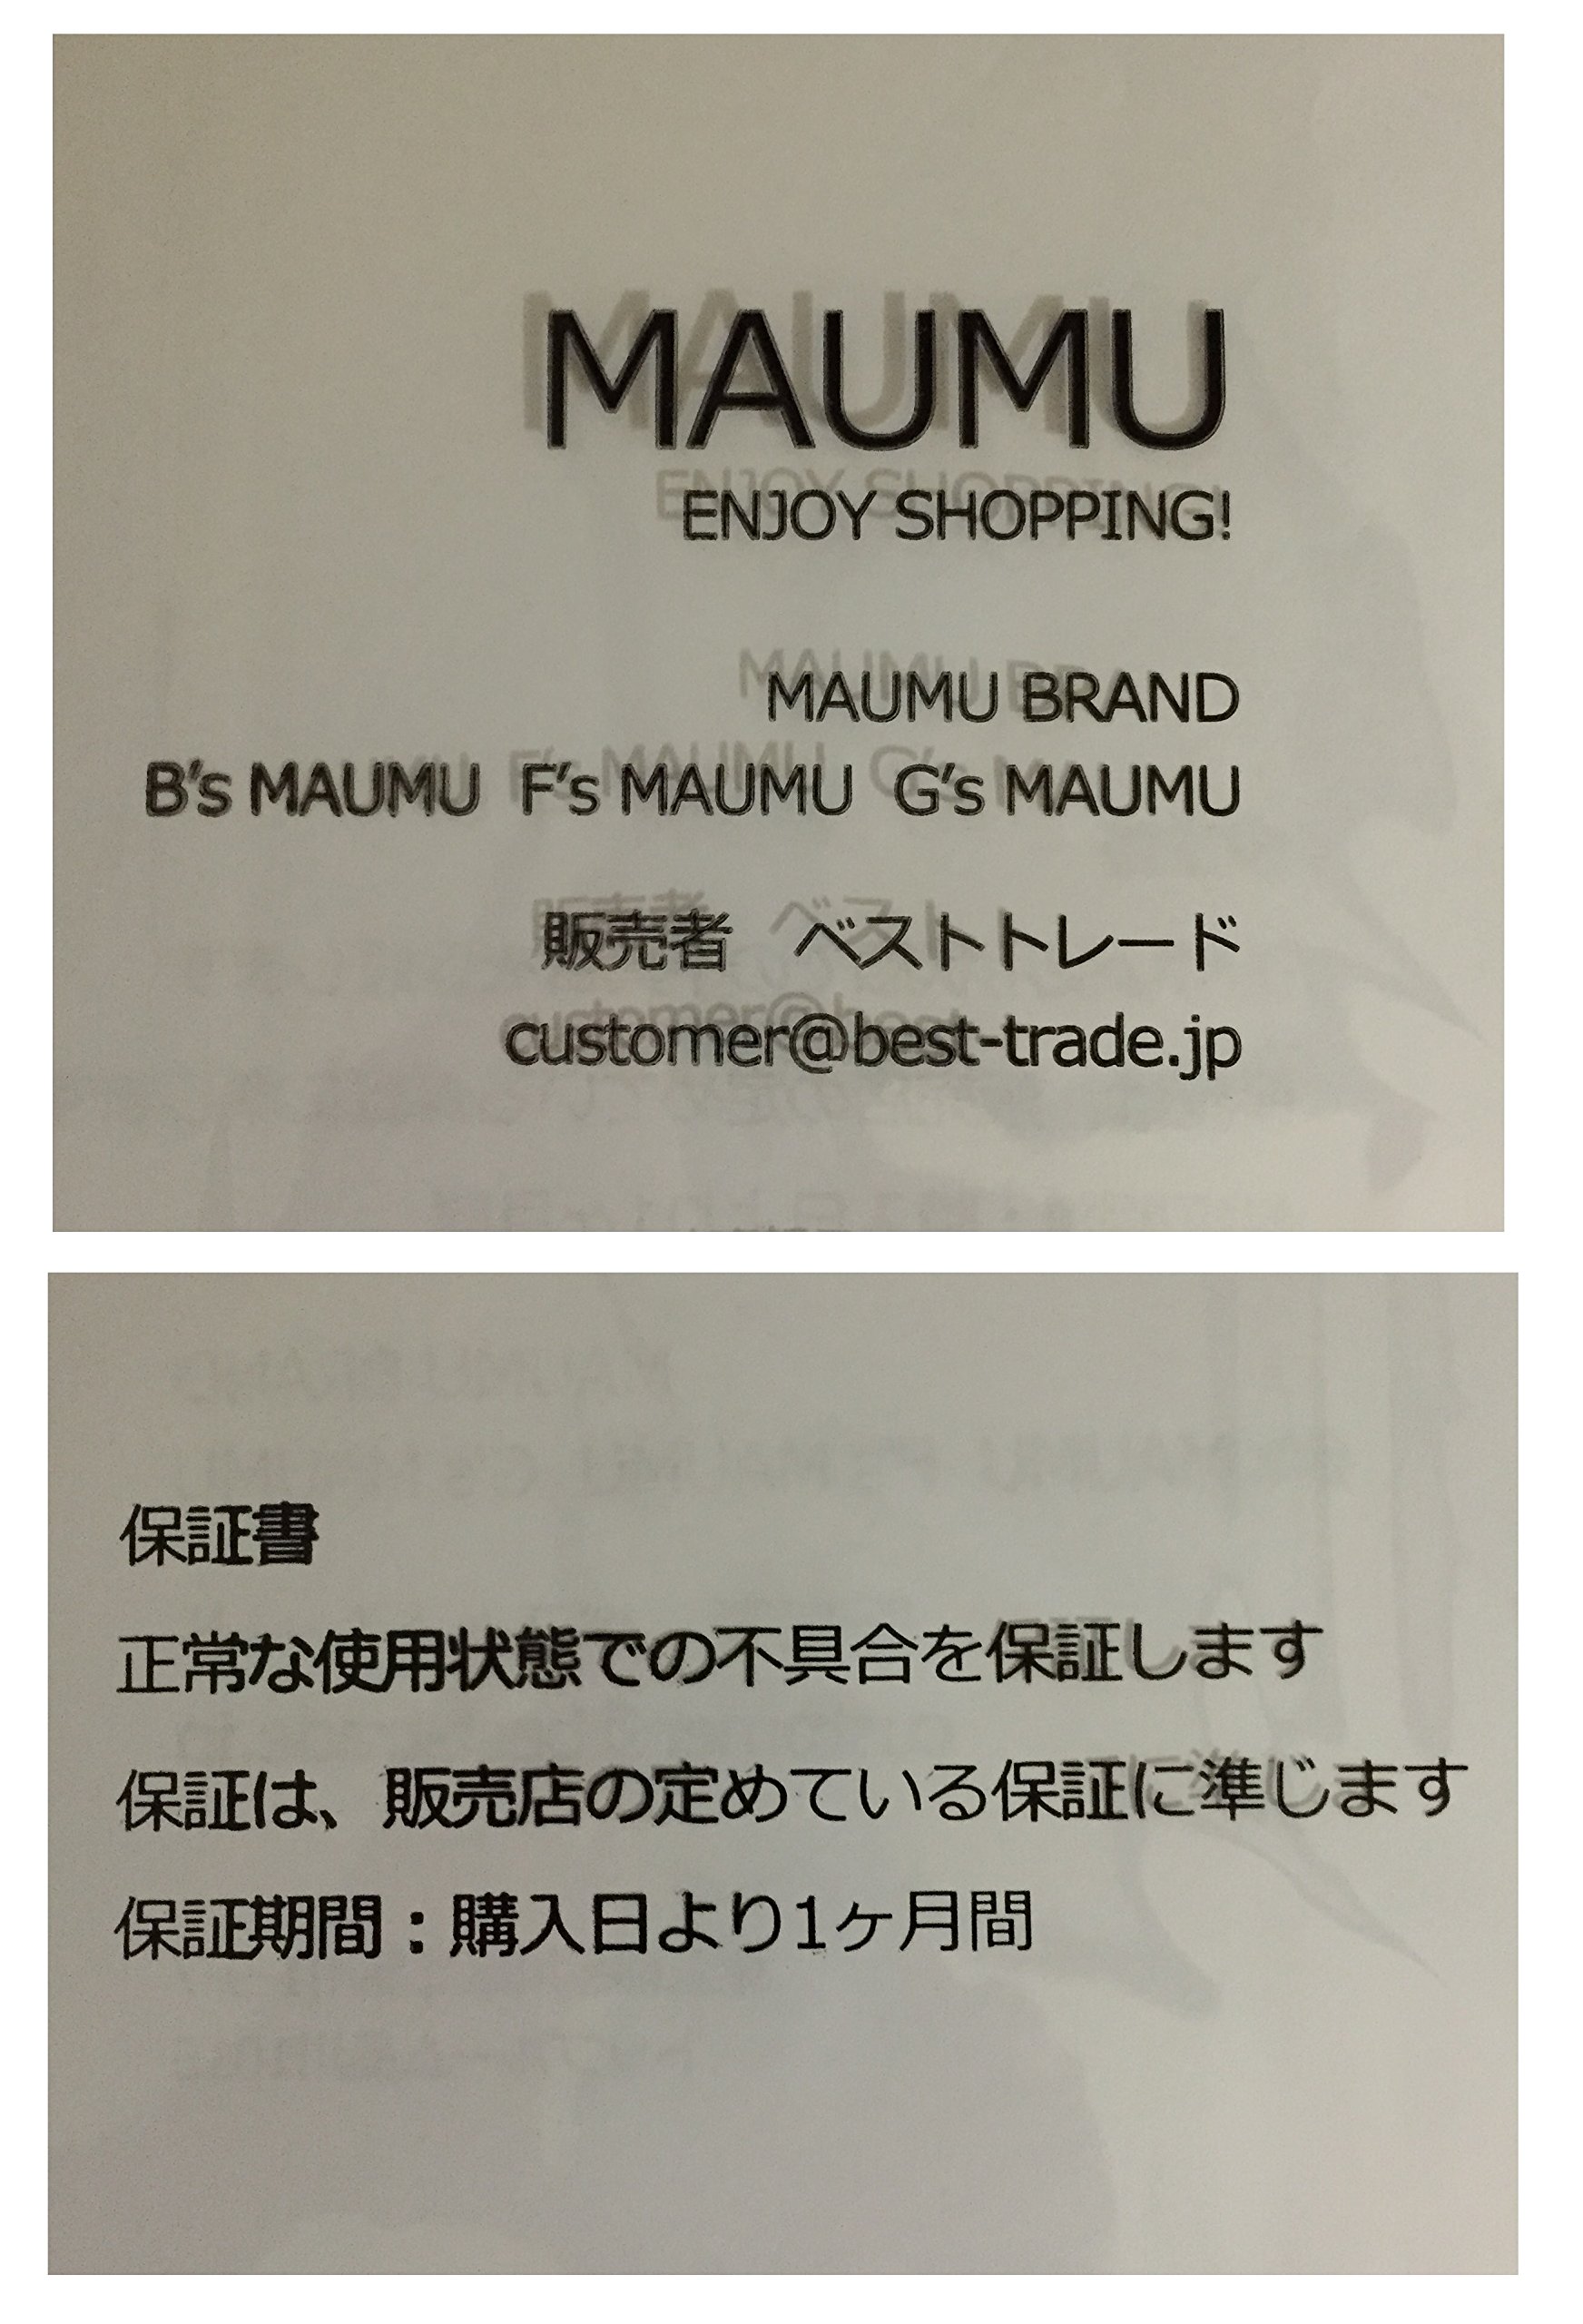 MAUMU
ENJOY SHOPPING!
MAUMU BRAND
B's MAUMU F's MAUMU G's MAUMU
販売者　ベストトレード
customer@best-trade.jp
保証書
正常な使用状態での不具合を保証します
保証は、販売店の定めている保証に準じます
保証期間：購入日より1ヶ月間